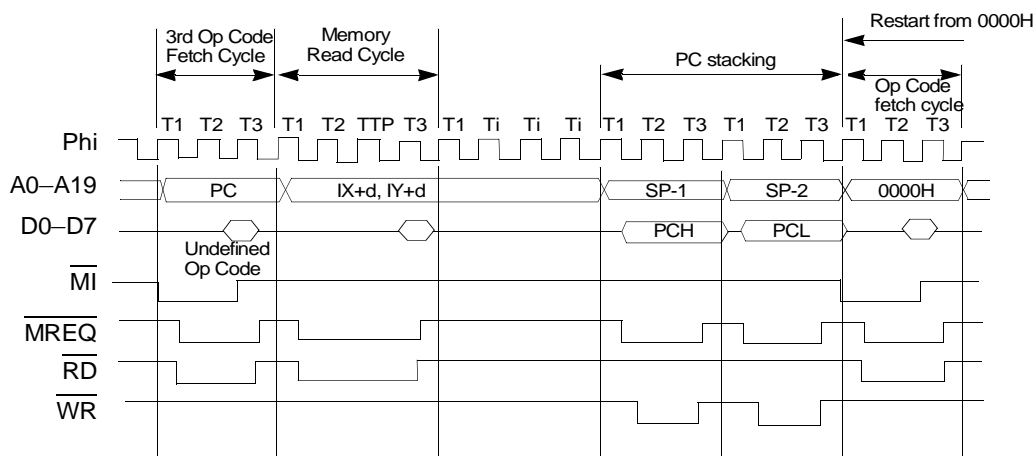 Restart from 0000H
3rd Op Code
Fetch Cycle
Memory
Read Cycle
PC stacking
Op Code
fetch cycle
T1 T2 T3 T1 T2 TTP T3 T1 Ti Ti Ti T1 T2 T3 T1 T2 T3 T1 T2 T3
Phi
A0–A19 PC IX+d, IY+d SP-1 SP-2 0000H
D0–D7 PCH PCL
Undefined
Op Code
MI
MREQ
RD
WR